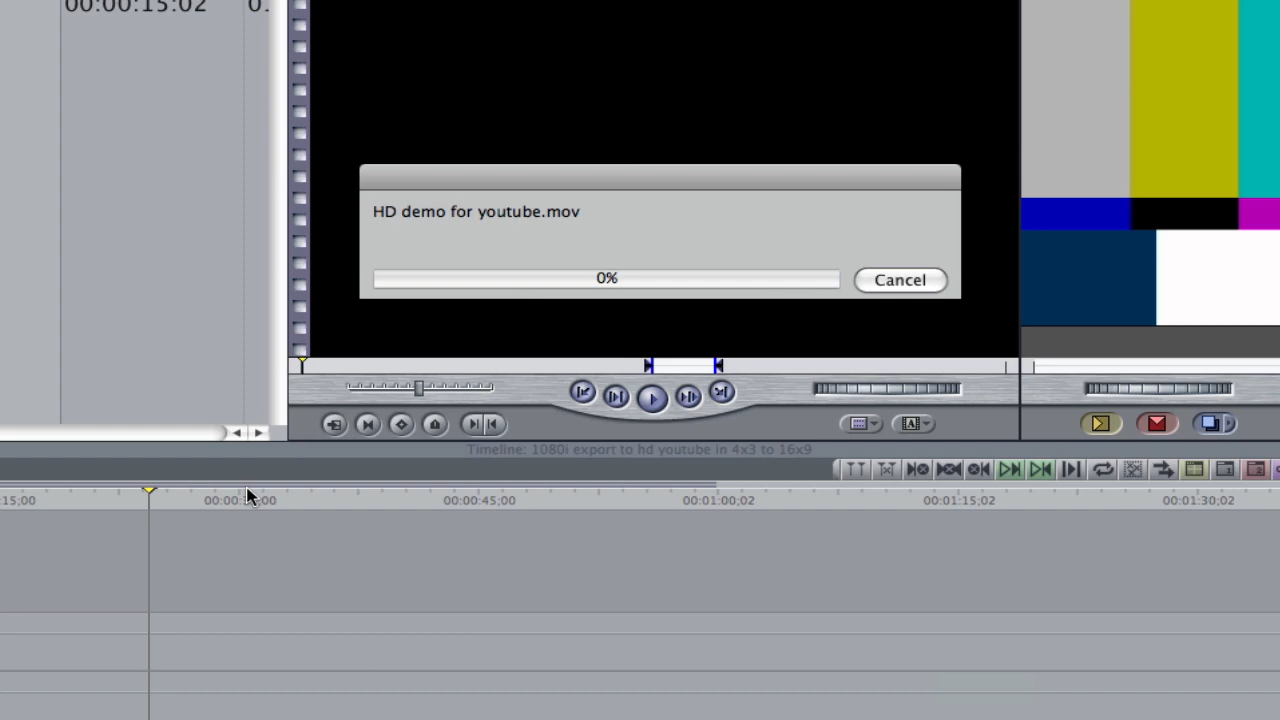 00:00:15:02 0.
HD demo for youtube.mov
0%
Cancel
Timeline: 1080i export to hd youtube in 4x3 to 16x9
:15;00 00:00:45;00 00:01:00;02 00:01:15;02 00:01:30;02